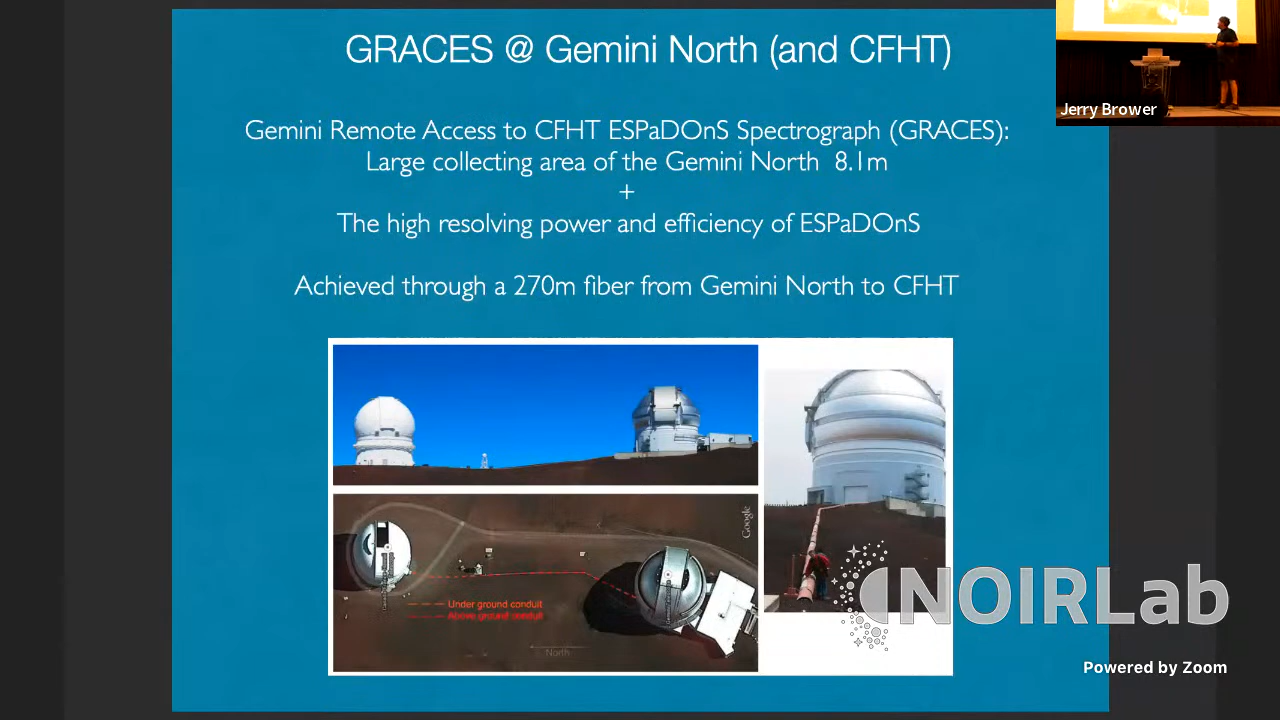 GRACES @ Gemini North (and CFHT)
Jerry Brower
Gemini Remote Access to CFHT ESPaDOnS Spectrograph (GRACES):
Large collecting area of the Gemini North 8.1m
+
The high resolving power and efficiency of ESPaDOnS
Achieved through a 270m fiber from Gemini North to CFHT
Google
Under ground conduit
Above ground conduit
North
NOIRLab
Powered by Zoom